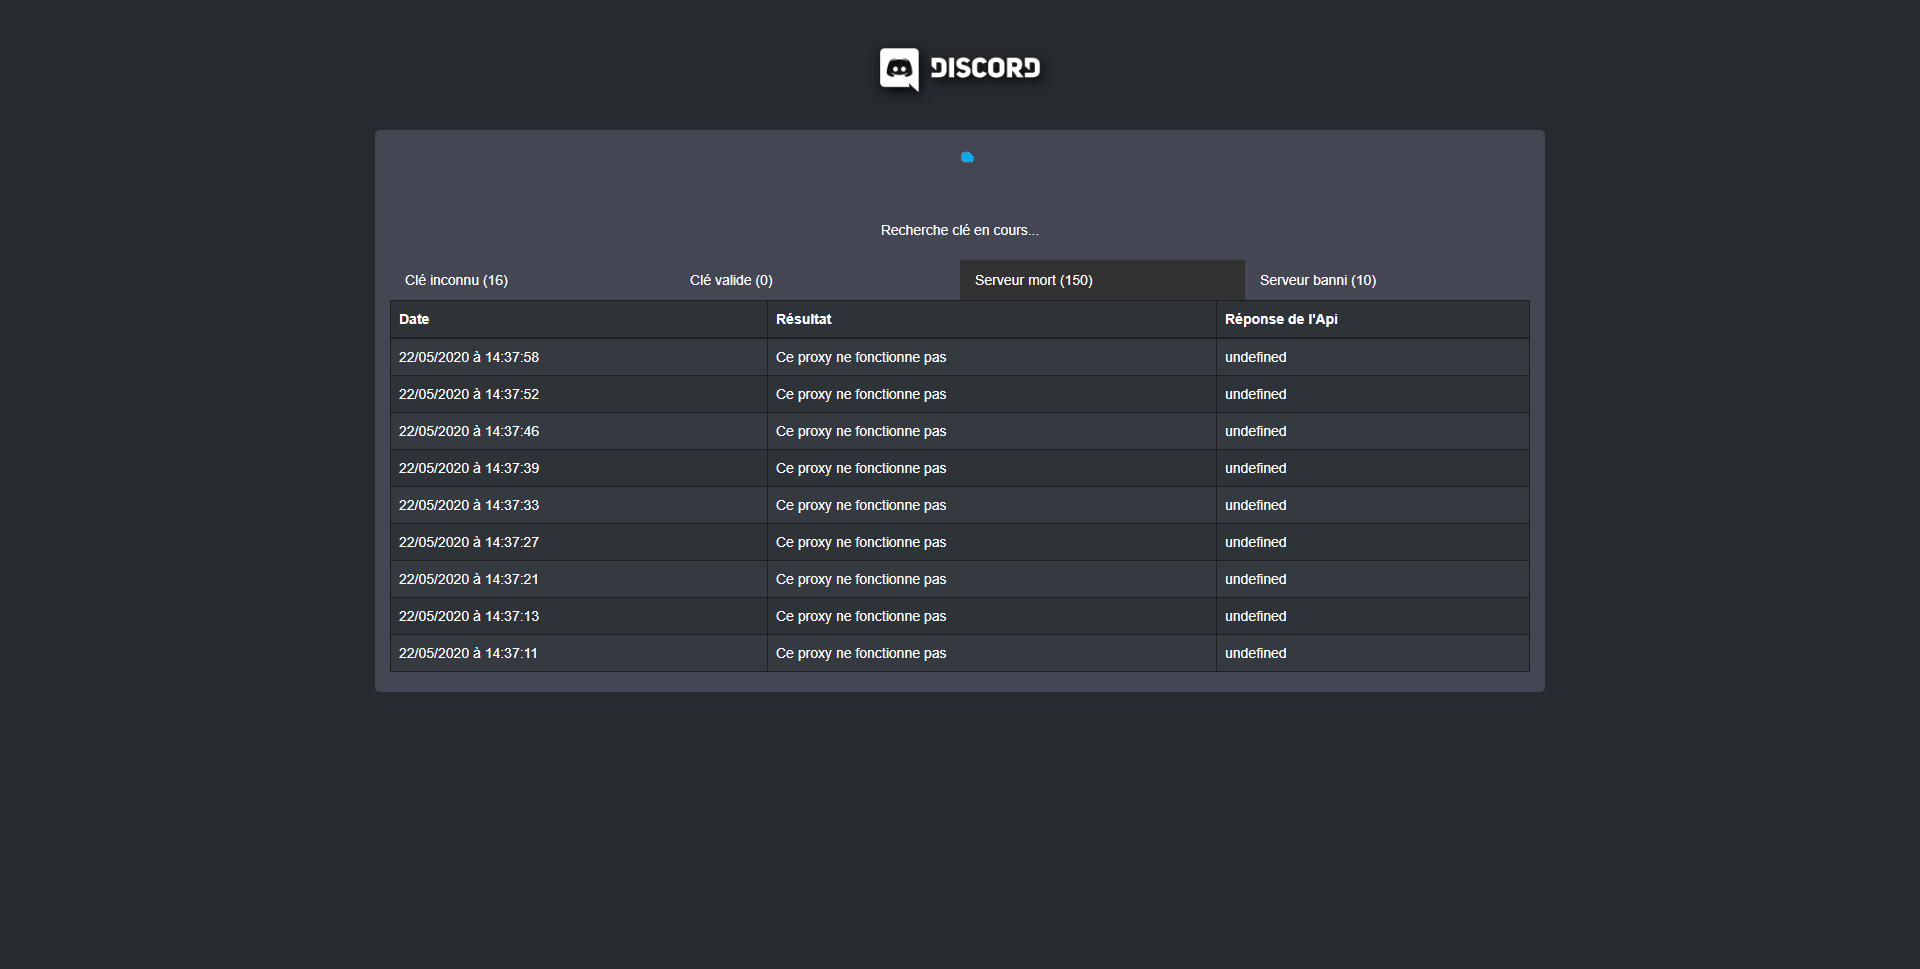 DISCORD
Recherche clé en cours...
Clé inconnu (16) Clé valide (0) Serveur mort (150) Serveur banni (10)
Date Résultat Réponse de l'Api
22/05/2020 à 14:37:58 Ce proxy ne fonctionne pas undefined
22/05/2020 à 14:37:52 Ce proxy ne fonctionne pas undefined
22/05/2020 à 14:37:46 Ce proxy ne fonctionne pas undefined
22/05/2020 à 14:37:39 Ce proxy ne fonctionne pas undefined
22/05/2020 à 14:37:33 Ce proxy ne fonctionne pas undefined
22/05/2020 à 14:37:27 Ce proxy ne fonctionne pas undefined
22/05/2020 à 14:37:21 Ce proxy ne fonctionne pas undefined
22/05/2020 à 14:37:13 Ce proxy ne fonctionne pas undefined
22/05/2020 à 14:37:11 Ce proxy ne fonctionne pas undefined